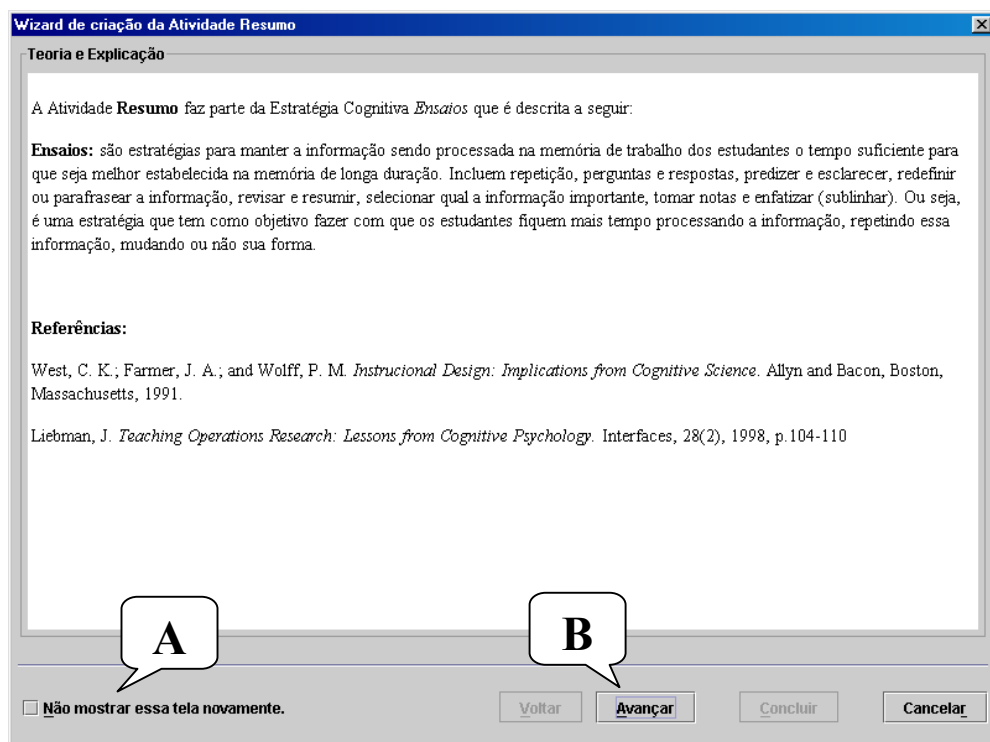 Wizard de criação da Atividade Resumo
Teoria e Explicação
A Atividade Resumo faz parte da Estratégia Cognitiva Ensaios que é descrita a seguir:
Ensaios: são estratégias para manter a informação sendo processada na memória de trabalho dos estudantes o tempo suficiente para
que seja melhor estabelecida na memória de longa duração. Incluem repetição, perguntas e respostas, predizer e esclarecer, redefinir
ou parafrasear a informação, revisar e resumir, selecionar qual a informação importante, tomar notas e enfatizar (sublinhar). Ou seja,
é uma estratégia que tem como objetivo fazer com que os estudantes fiquem mais tempo processando a informação, repetindo essa
informação, mudando ou não sua forma.
Referências:
West, C. K.; Farmer, J. A.; and Wolff, P. M. Instrucional Design: Implications from Cognitive Science. Allyn and Bacon, Boston,
Massachusetts, 1991.
Liebman, J. Teaching Operations Research: Lessons from Cognitive Psychology. Interfaces, 28(2), 1998, p.104-110
A
B
Não mostrar essa tela novamente.
Voltar
Avançar
Concluir
Cancelar